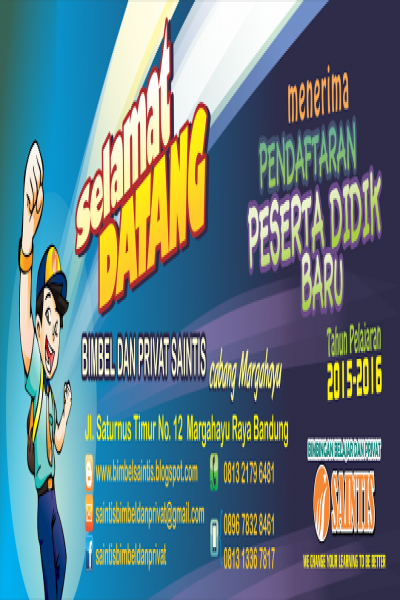 selamat
DATANG
BIMBEL DAN PRIVAT SAINTIS
cabang Margahayu
Jl. Saturnus Timur No. 12 Margahayu Raya Bandung
www.bimbelsaintis.blogspot.com
saintisbimbeldanprivat@gmail.com
saintisbimbeldanprivat
0813 2179 6481
0896 7832 8461
0813 1336 7817
menerima
PENDAFTARAN
PESERTA DIDIK
BARU
Tahun Pelajaran
2015-2016
BIMBINGAN BELAJAR DAN PRIVAT
SAINTIS
WE CHANGE YOUR LEARNING TO BE BETTER